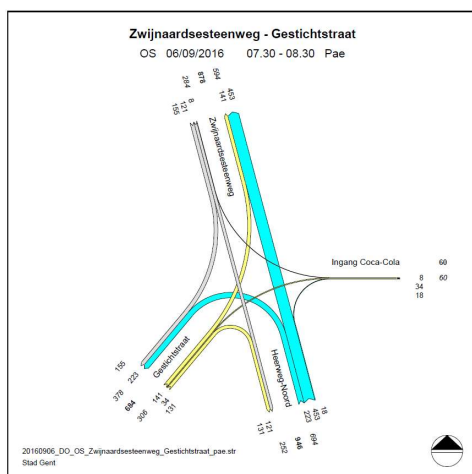 Zwijnaardsesteenweg - Gestichtstraat
OS 06/09/2016 07.30 - 08.30 Pae
284 878 594
155 121 8 141 453
Zwijnaardsesteenweg
Ingang Coca-Cola 60
8 60
34
18
Gestichtstraat
Heerweg-Noord
155
223
378
684
306
141
34
131
121
131
252
946
694
223
453
18
20160906_DO_OS_Zwijnaardsesteenweg_Gestichtstraat_pae.str
Stad Gent